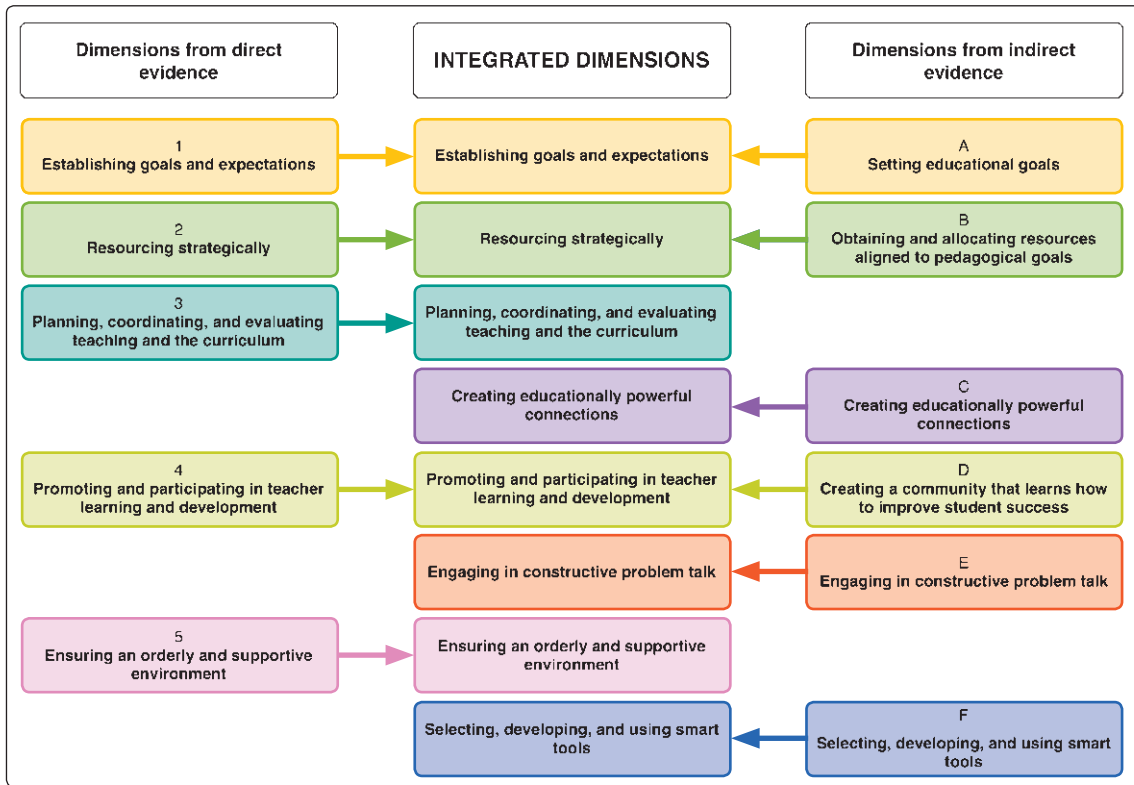 Dimensions from direct
evidence
INTEGRATED DIMENSIONS
Dimensions from indirect
evidence
1
Establishing goals and expectations
Establishing goals and expectations
A
Setting educational goals
2
Resourcing strategically
Resourcing strategically
B
Obtaining and allocating resources
aligned to pedagogical goals
3
Planning, coordinating, and evaluating
teaching and the curriculum
Planning, coordinating, and evaluating
teaching and the curriculum
Creating educationally powerful
connections
C
Creating educationally powerful
connections
4
Promoting and participating in teacher
learning and development
Promoting and participating in teacher
learning and development
D
Creating a community that learns how
to improve student success
Engaging in constructive problem talk
E
Engaging in constructive problem talk
5
Ensuring an orderly and supportive
environment
Ensuring an orderly and supportive
environment
Selecting, developing, and using smart
tools
F
Selecting, developing, and using smart
tools